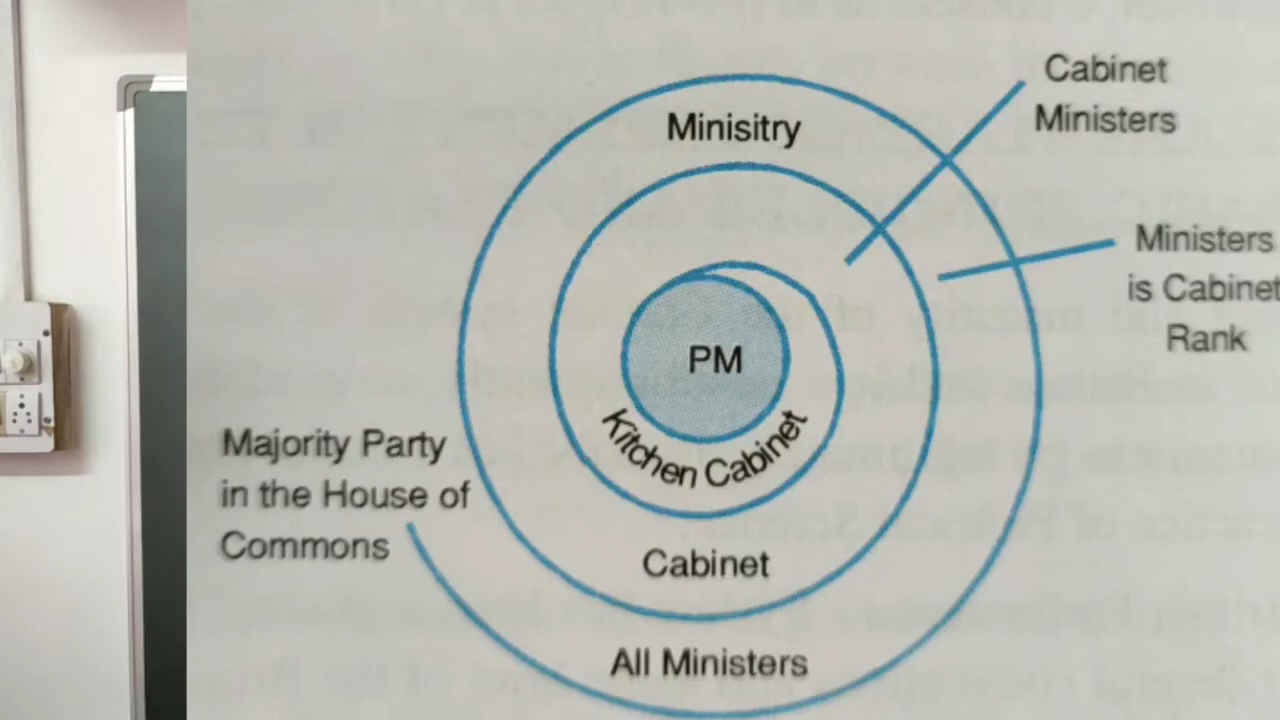 Cabinet
Ministers
Minisitry
Ministers
is Cabinet
Rank
PM
Kitchen Cabinet
Majority Party
in the House of
Commons
Cabinet
All Ministers